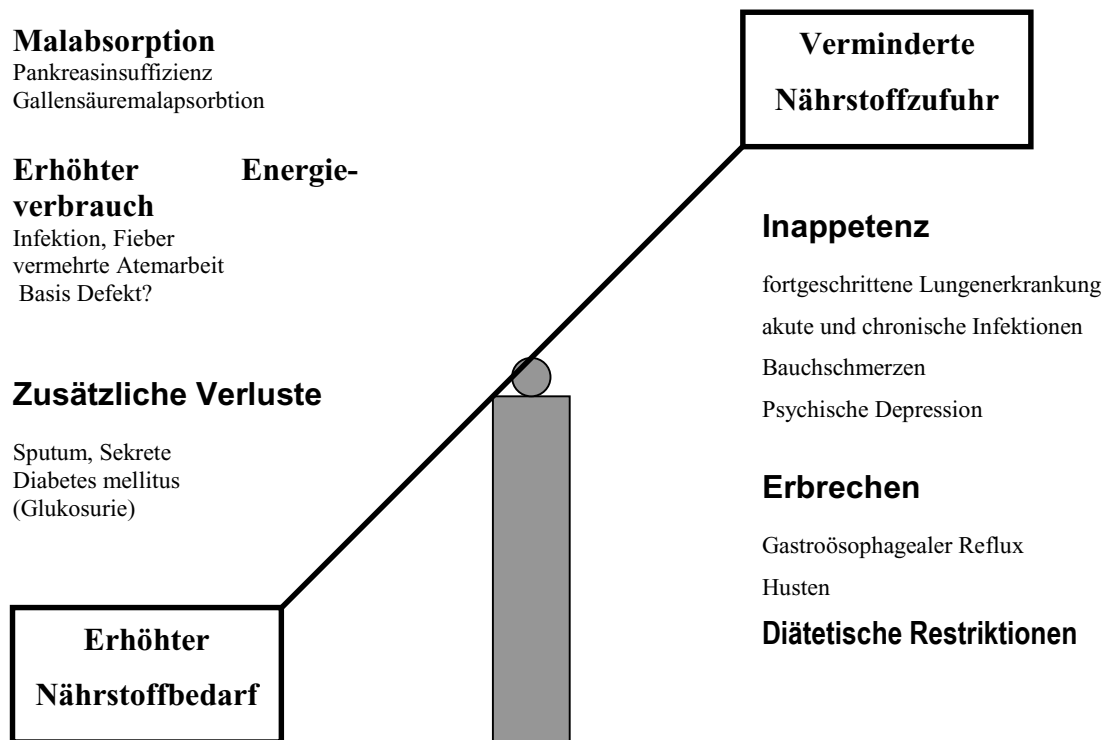 Malabsorption
Pankreasinsuffizienz
Gallensäuremalapsorbtion
Erhöhter Energie-
verbrauch
Infektion, Fieber
vermehrte Atemarbeit
Basis Defekt?
Zusätzliche Verluste
Sputum, Sekrete
Diabetes mellitus
(Glukosurie)
Erhöhter
Nährstoffbedarf
Verminderte
Nährstoffzufuhr
Inappetenz
fortgeschrittene Lungenerkrankung
akute und chronische Infektionen
Bauchschmerzen
Psychische Depression
Erbrechen
Gastroösophagealer Reflux
Husten
Diätetische Restriktionen